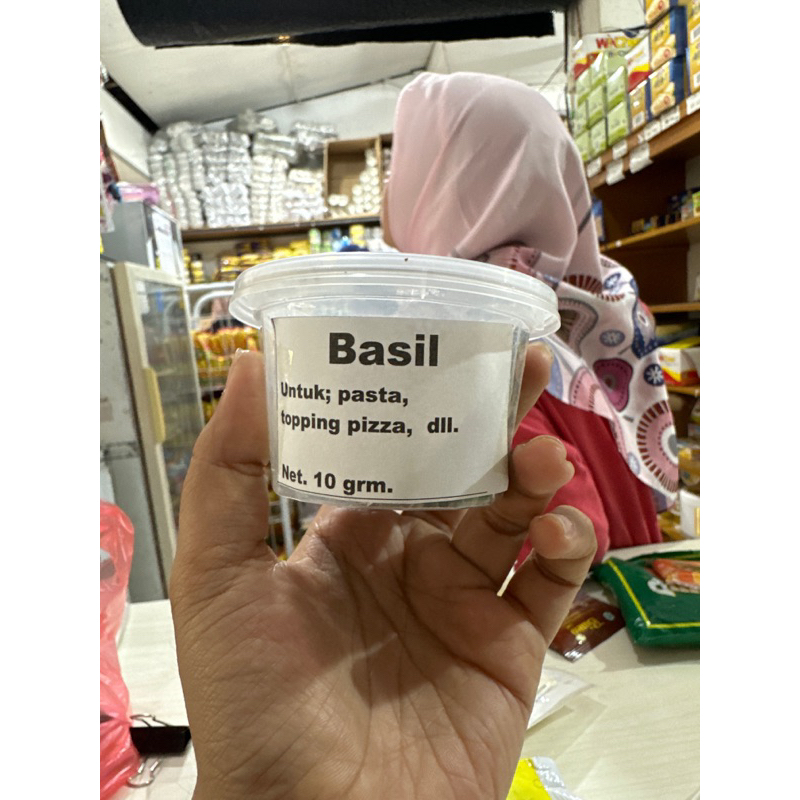 Basil
Untuk; pasta,
topping pizza, dll.
Net. 10 grm.